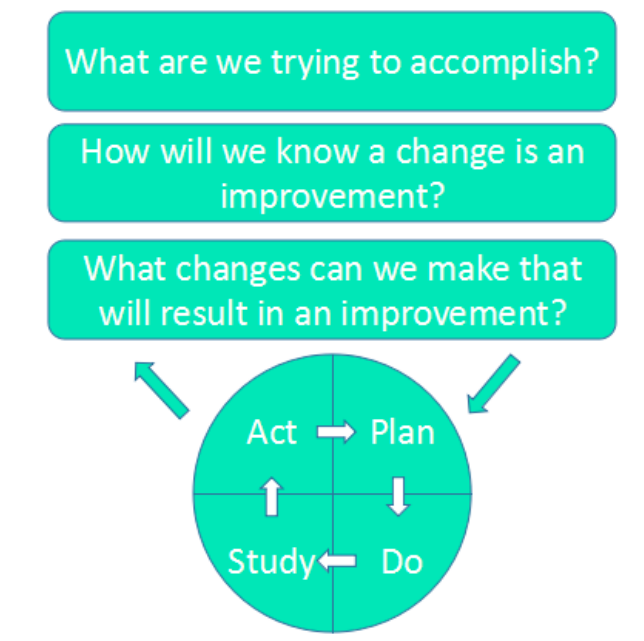 What are we trying to accomplish?
How will we know a change is an
improvement?
What changes can we make that
will result in an improvement?
Act
Plan
Study
Do